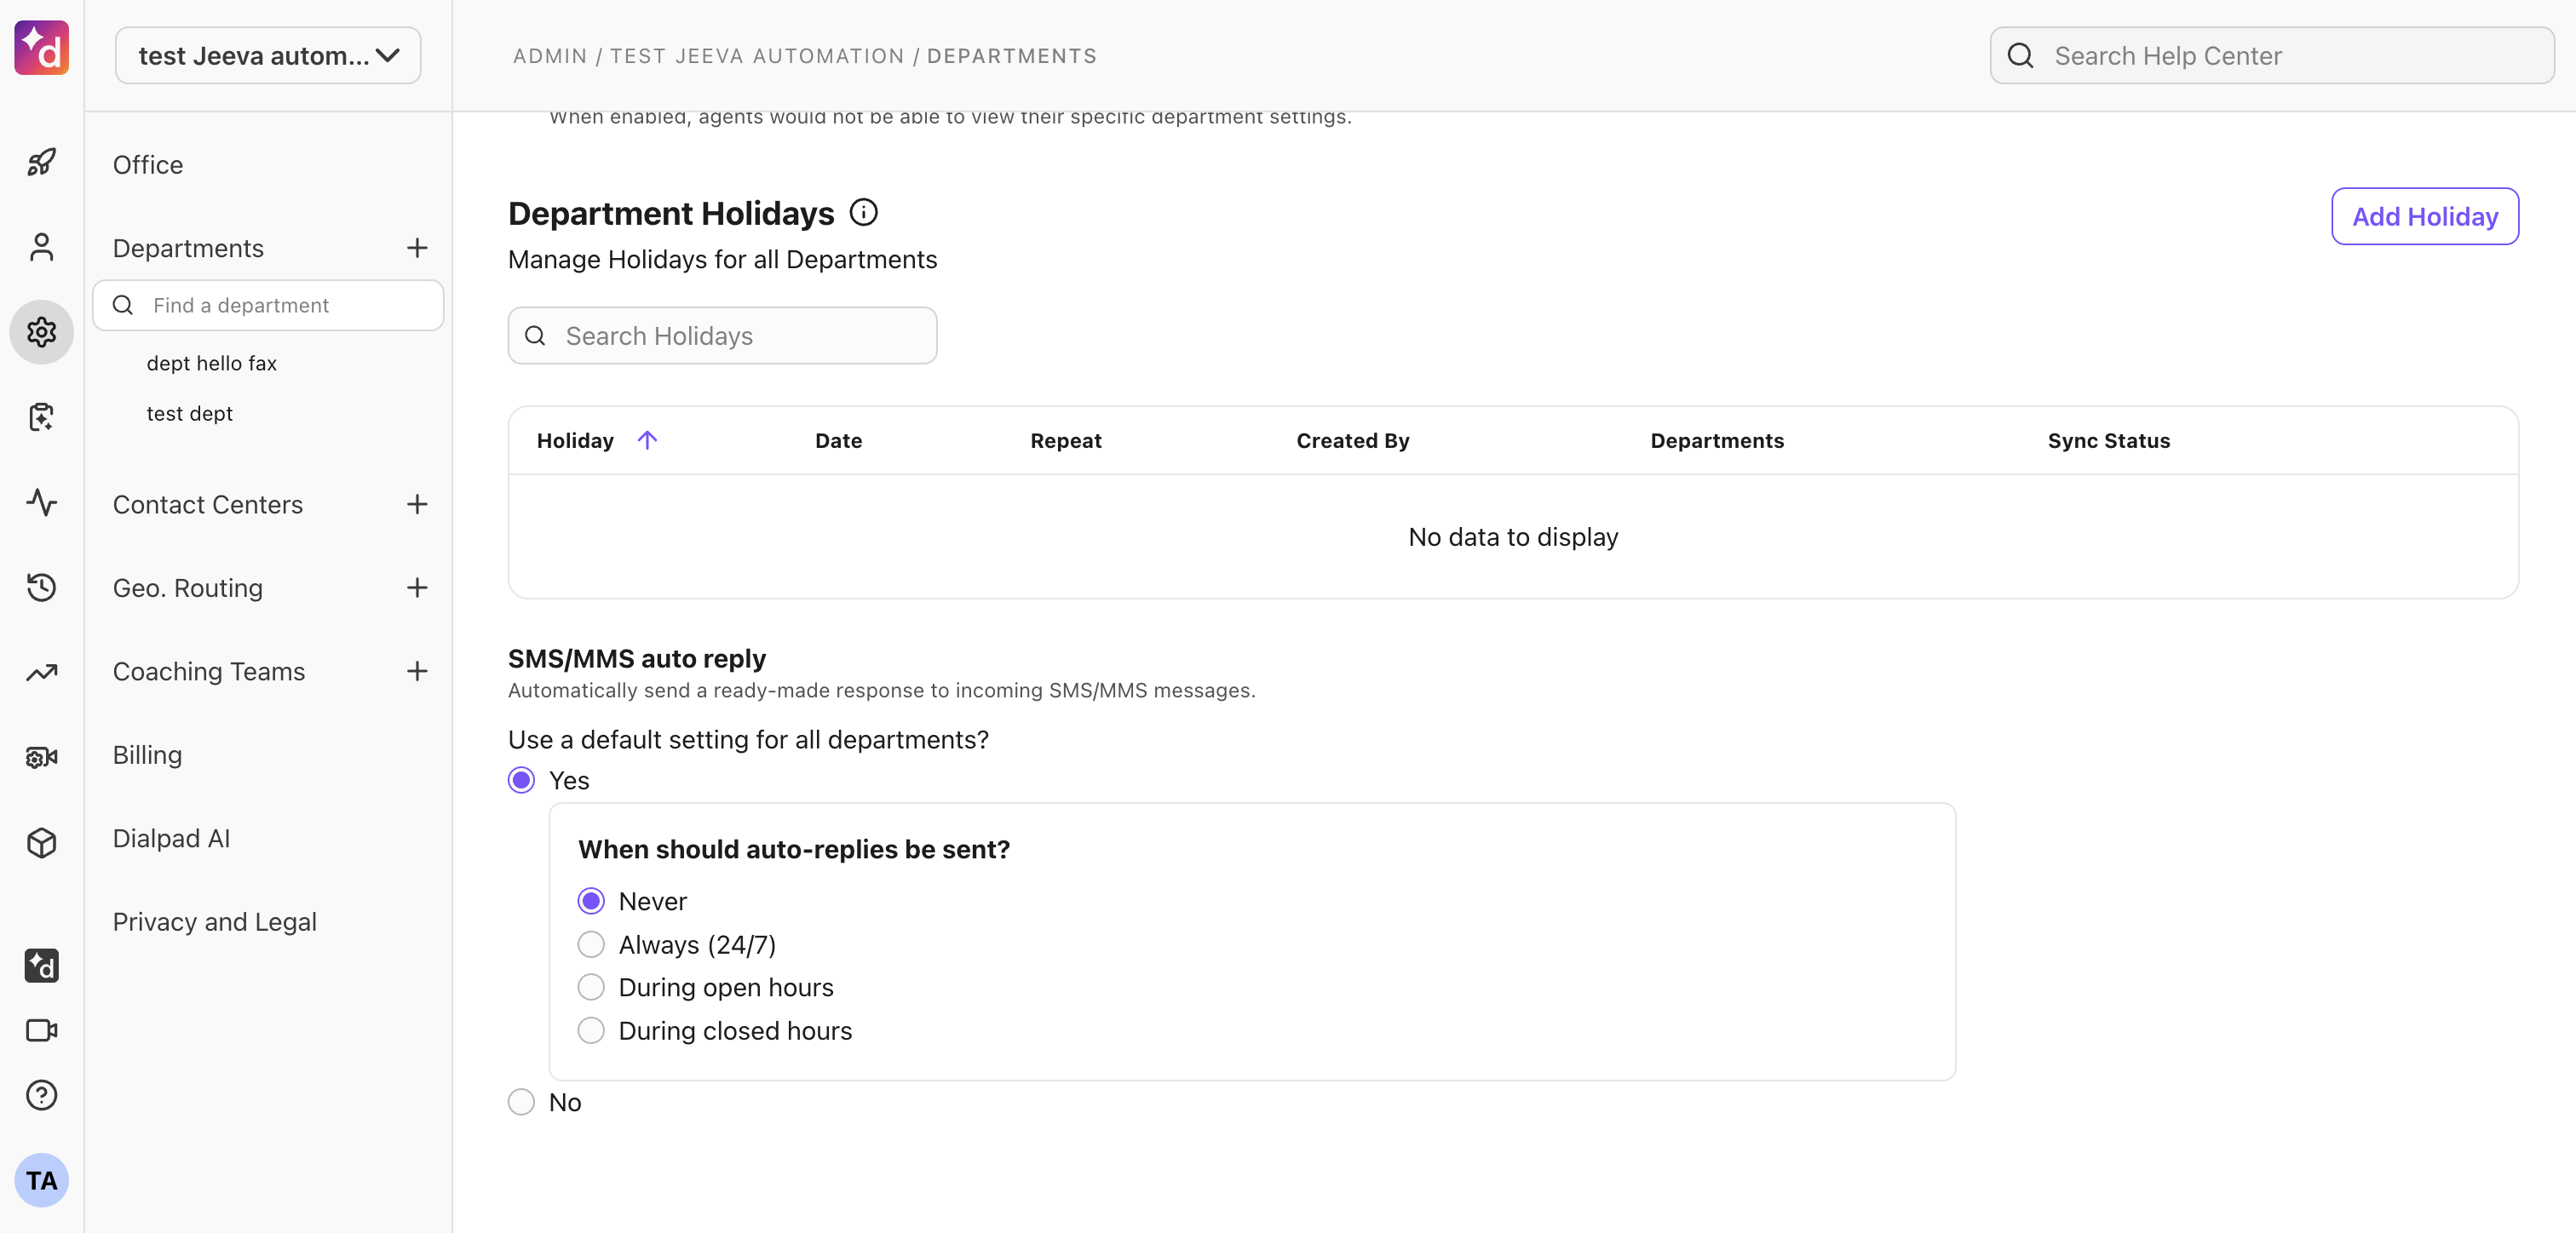 test Jeeva autom...
ADMIN / TEST JEEVA AUTOMATION / DEPARTMENTS
Search Help Center
Office
Departments
Find a department
dept hello fax
test dept
Contact Centers
Geo. Routing
Coaching Teams
Billing
Dialpad AI
Privacy and Legal
TA
When enabled, agents would not be able to view their specific department settings.
Department Holidays
Add Holiday
Manage Holidays for all Departments
Search Holidays
Holiday Date Repeat Created By Departments Sync Status
No data to display
SMS/MMS auto reply
Automatically send a ready-made response to incoming SMS/MMS messages.
Use a default setting for all departments?
Yes
When should auto-replies be sent?
Never
Always (24/7)
During open hours
During closed hours
No